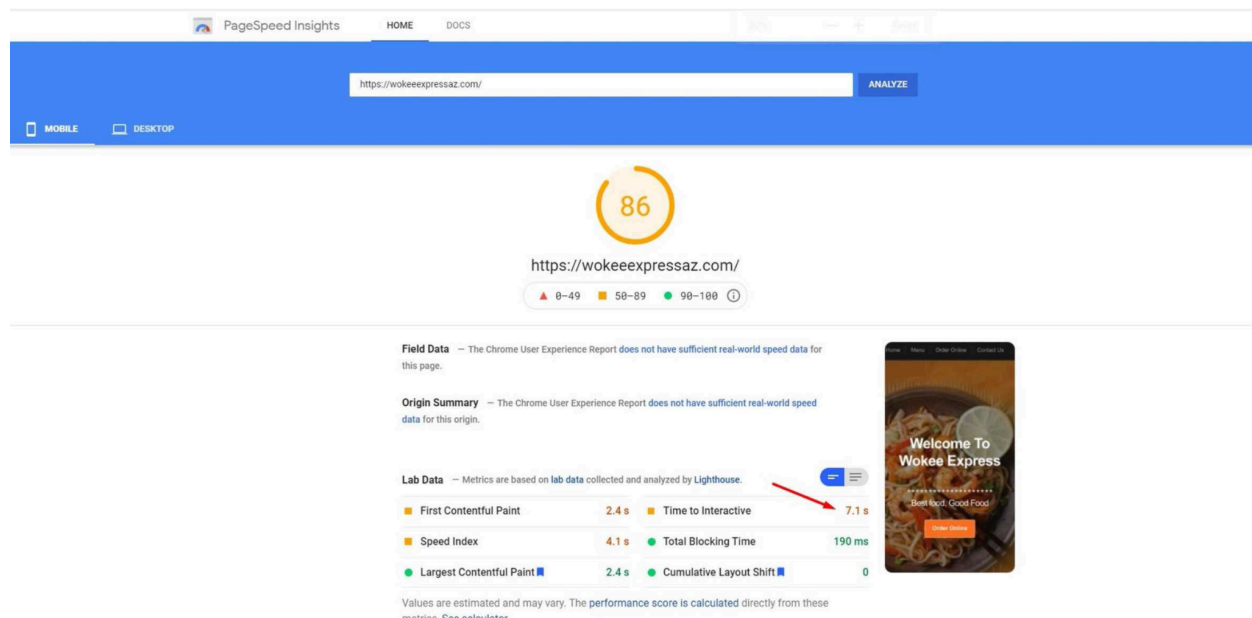 PageSpeed Insights HOME DOCS
https://wokeeexpressaz.com/ ANALYZE
MOBILE DESKTOP
86
https://wokeeexpressaz.com/
0–49 50–89 90–100
Field Data — The Chrome User Experience Report does not have sufficient real-world speed data for
this page.
Origin Summary — The Chrome User Experience Report does not have sufficient real-world speed
data for this origin.
Lab Data — Metrics are based on lab data collected and analyzed by Lighthouse.
First Contentful Paint 2.4 s Time to Interactive 7.1 s
Speed Index 4.1 s Total Blocking Time 190 ms
Largest Contentful Paint 2.4 s Cumulative Layout Shift 0
Values are estimated and may vary. The performance score is calculated directly from these
metrics. See calculator.
Home Menu Order Online Contact Us
Welcome To
Wokee Express
Best food, Good Food
Order Online